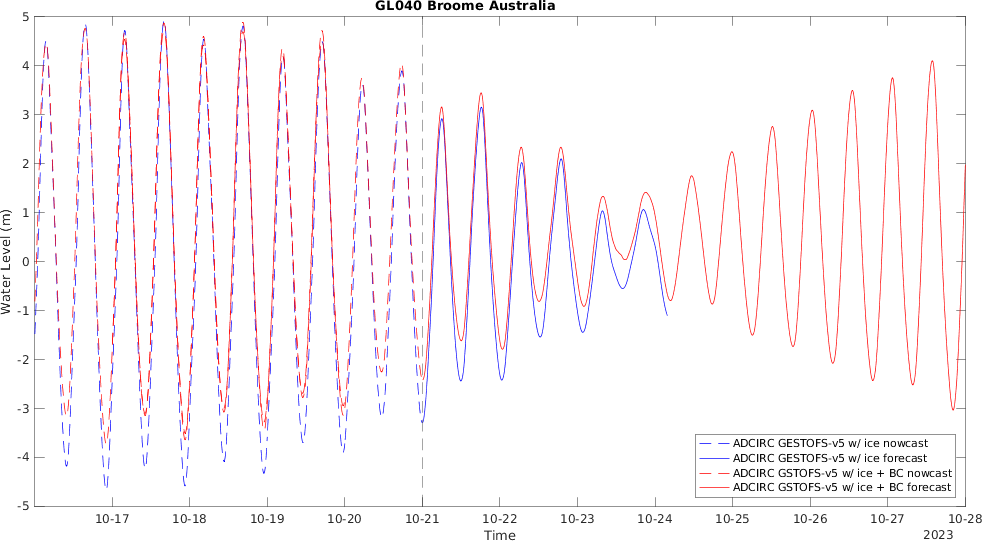 GL040 Broome Australia
Water Level (m)
5
4
3
2
1
0
-1
-2
-3
-4
-5
ADCIRC GESTOFS-v5 w/ ice nowcast
ADCIRC GESTOFS-v5 w/ ice forecast
ADCIRC GSTOFS-v5 w/ ice + BC nowcast
ADCIRC GSTOFS-v5 w/ ice + BC forecast
10-17 10-18 10-19 10-20 10-21 10-22 10-23 10-24 10-25 10-26 10-27 10-28
Time
2023